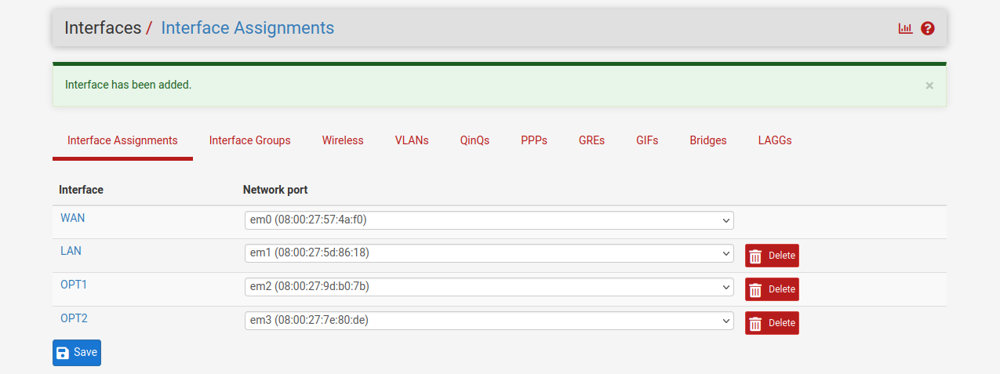 Interfaces / Interface Assignments
Interface has been added.
×
Interface Assignments Interface Groups Wireless VLANs QinQs PPPs GREs GIFs Bridges LAGGs
Interface Network port
WAN em0 (08:00:27:57:4a:f0)
LAN em1 (08:00:27:5d:86:18) Delete
OPT1 em2 (08:00:27:9d:b0:7b) Delete
OPT2 em3 (08:00:27:7e:80:de) Delete
Save